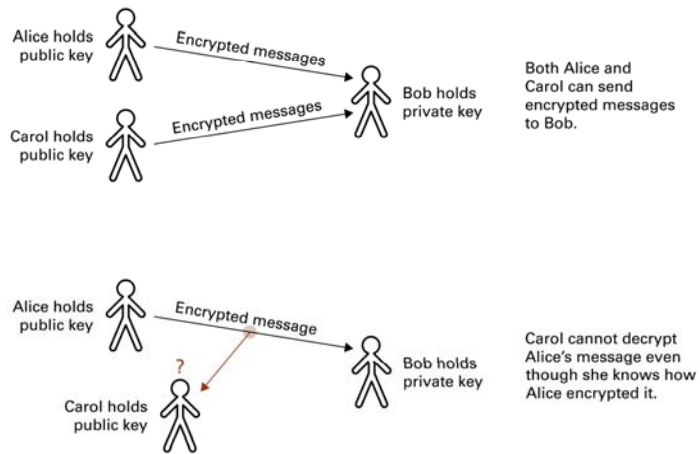 Alice holds
public key
Encrypted messages
Carol holds
public key
Encrypted messages
Bob holds
private key
Both Alice and
Carol can send
encrypted messages
to Bob.
Alice holds
public key
Encrypted message
?
Carol holds
public key
Bob holds
private key
Carol cannot decrypt
Alice’s message even
though she knows how
Alice encrypted it.